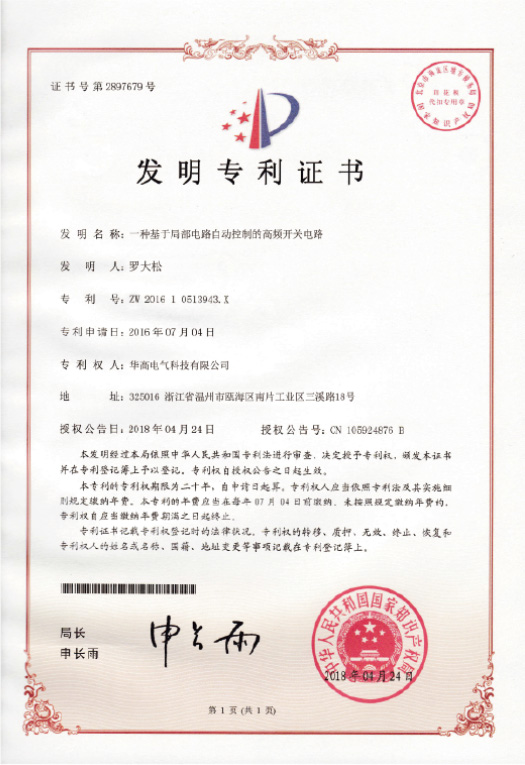 证书号第2897679号
发明专利证书
发 明 名 称：一种基于局部电路自动控制的高频开关电路
发 明 人：罗大松
专 利 号：ZW 2016 1 0513943.X
专利申请日：2016年07月04日
专 利 权 人：华高电气科技有限公司
地 址：325016 浙江省温州市瓯海区南片工业区三溪路18号
授权公告日：2018年04月24日 授权公告号：CN 105924876 B
本发明经过本局依照中华人民共和国专利法进行审查，决定授予专利权，颁发本证书
并在专利登记簿上予以登记。专利权自授权公告之日起生效。
本专利的专利权期限为二十年，自申请日起算。专利权人应当依照专利法及其实施细
则规定缴纳年费。本专利的年费应当在每年07月04日前缴纳。未按照规定缴纳年费的，
专利权自应当缴纳年费期满之日起终止。
专利证书记载专利权登记时的法律状况。专利权的转移、质押、无效、终止、恢复和
专利权人的姓名或名称、国籍、地址变更等事项记载在专利登记簿上。
局长
申长雨
申长雨
中华人民共和国国家知识产权局
2018年04月24日
第 1 页 (共 1 页)